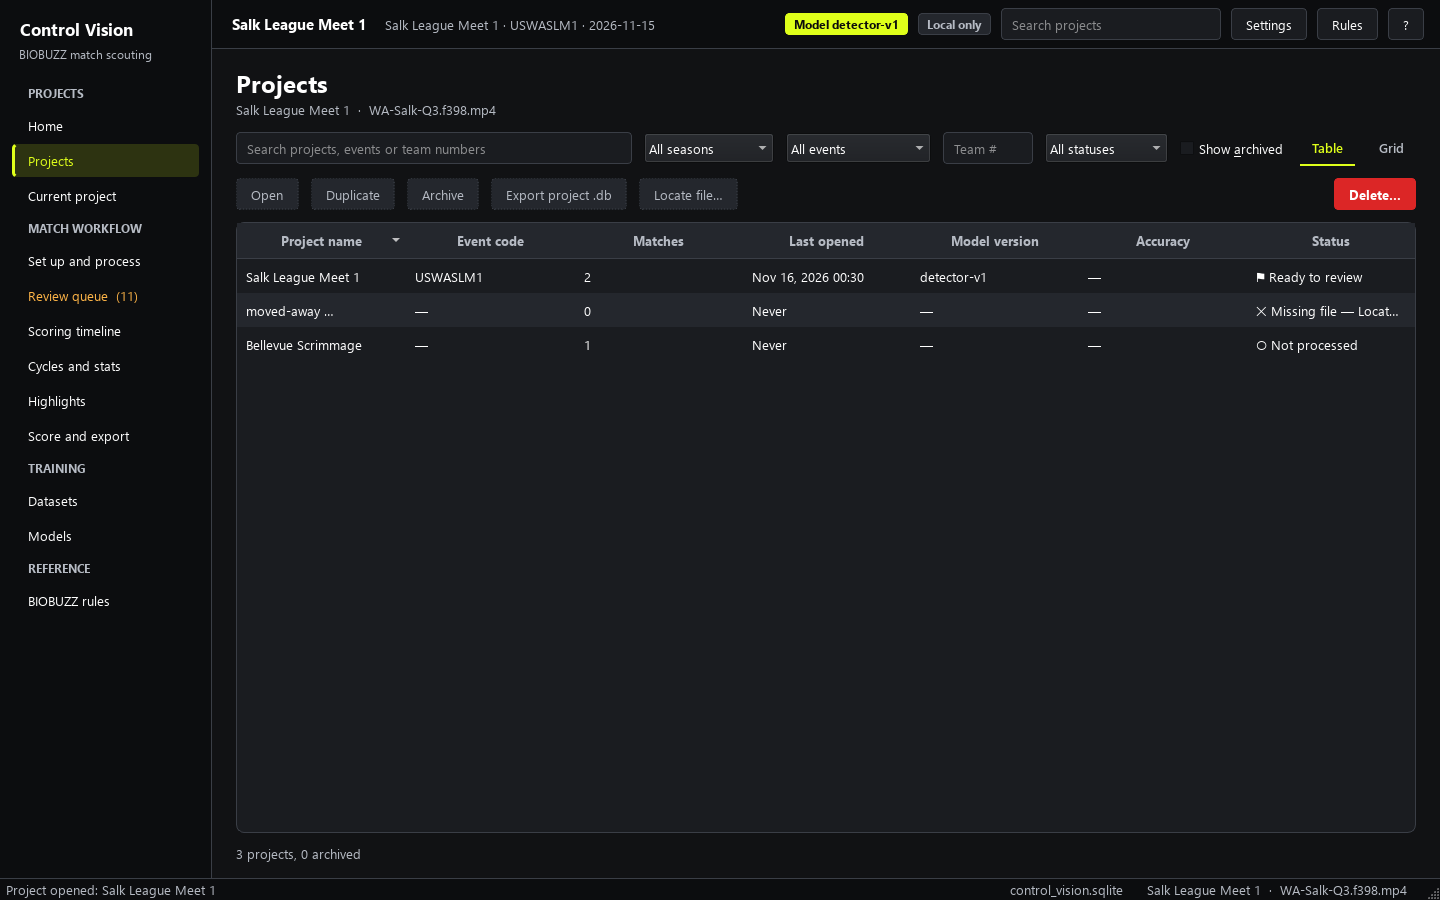 Control Vision
BIOBUZZ match scouting
PROJECTS
Home
Projects
Current project
MATCH WORKFLOW
Set up and process
Review queue (11)
Scoring timeline
Cycles and stats
Highlights
Score and export
TRAINING
Datasets
Models
REFERENCE
BIOBUZZ rules
Salk League Meet 1 Salk League Meet 1 · USWASLM1 · 2026-11-15 Model detector-v1 Local only Search projects Settings Rules ?
Projects
Salk League Meet 1 · WA-Salk-Q3.f398.mp4
Search projects, events or team numbers All seasons All events Team # All statuses Show archived Table Grid
Open Duplicate Archive Export project .db Locate file... Delete...
Project name Event code Matches Last opened Model version Accuracy Status
Salk League Meet 1 USWASLM1 2 Nov 16, 2026 00:30 detector-v1 — ⚑ Ready to review
moved-away ... — 0 Never — — ✕ Missing file — Locat...
Bellevue Scrimmage — 1 Never — — ○ Not processed
3 projects, 0 archived
Project opened: Salk League Meet 1 control_vision.sqlite Salk League Meet 1 · WA-Salk-Q3.f398.mp4